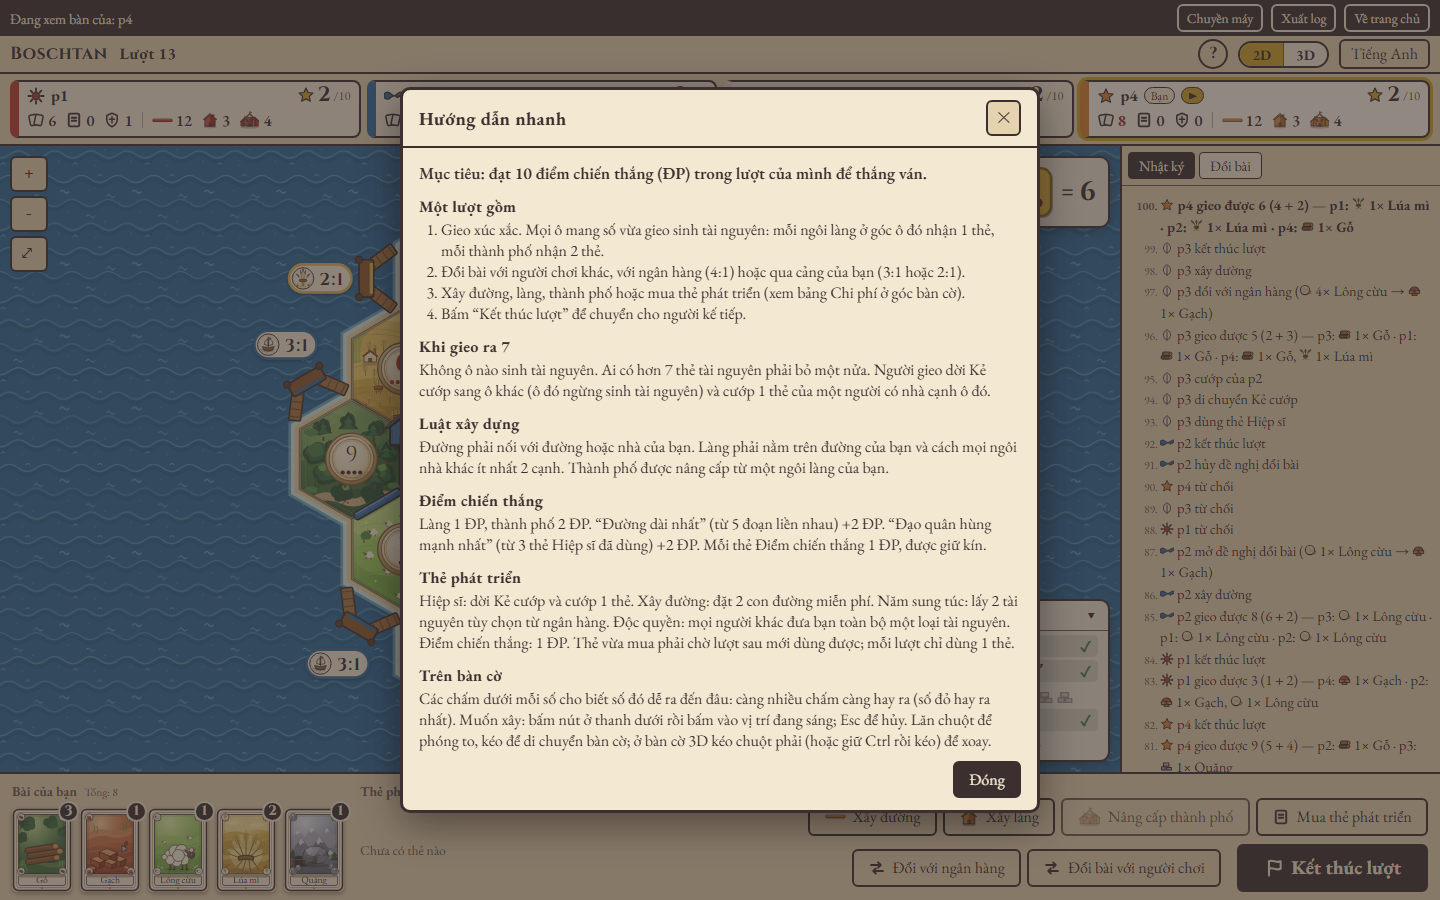 Đang xem bàn của: p4
Chuyền máy
Xuất log
Về trang chủ
BOSCHTAN Lượt 13
?
2D
3D
Tiếng Anh
p1
2 /10
6 0 1 12 3 4
p4 Bạn
2 /10
8 0 0 12 3 4
+
-
2:1
3:1
9
3:1
= 6
Hướng dẫn nhanh
Mục tiêu: đạt 10 điểm chiến thắng (ĐP) trong lượt của mình để thắng ván.
Một lượt gồm
1. Gieo xúc xắc. Mọi ô mang số vừa gieo sinh tài nguyên: mỗi ngôi làng ở góc ô đó nhận 1 thẻ,
mỗi thành phố nhận 2 thẻ.
2. Đổi bài với người chơi khác, với ngân hàng (4:1) hoặc qua cảng của bạn (3:1 hoặc 2:1).
3. Xây đường, làng, thành phố hoặc mua thẻ phát triển (xem bảng Chi phí ở góc bàn cờ).
4. Bấm “Kết thúc lượt” để chuyển cho người kế tiếp.
Khi gieo ra 7
Không ô nào sinh tài nguyên. Ai có hơn 7 thẻ tài nguyên phải bỏ một nửa. Người gieo dời Kẻ
cướp sang ô khác (ô đó ngừng sinh tài nguyên) và cướp 1 thẻ của một người có nhà cạnh ô đó.
Luật xây dựng
Đường phải nối với đường hoặc nhà của bạn. Làng phải nằm trên đường của bạn và cách mọi ngôi
nhà khác ít nhất 2 cạnh. Thành phố được nâng cấp từ một ngôi làng của bạn.
Điểm chiến thắng
Làng 1 ĐP, thành phố 2 ĐP. “Đường dài nhất” (từ 5 đoạn liền nhau) +2 ĐP. “Đạo quân hùng
mạnh nhất” (từ 3 thẻ Hiệp sĩ đã dùng) +2 ĐP. Mỗi thẻ Điểm chiến thắng 1 ĐP, được giữ kín.
Thẻ phát triển
Hiệp sĩ: dời Kẻ cướp và cướp 1 thẻ. Xây đường: đặt 2 con đường miễn phí. Năm sung túc: lấy 2 tài
nguyên tùy chọn từ ngân hàng. Độc quyền: mọi người khác đưa bạn toàn bộ một loại tài nguyên.
Điểm chiến thắng: 1 ĐP. Thẻ vừa mua phải chờ lượt sau mới dùng được; mỗi lượt chỉ dùng 1 thẻ.
Trên bàn cờ
Các chấm dưới mỗi số cho biết số đó dễ ra đến đâu: càng nhiều chấm càng hay ra (số đỏ hay ra
nhất). Muốn xây: bấm nút ở thanh dưới rồi bấm vào vị trí đang sáng; Esc để hủy. Lăn chuột để
phóng to, kéo để di chuyển bàn cờ; ở bàn cờ 3D kéo chuột phải (hoặc giữ Ctrl rồi kéo) để xoay.
Đóng
Nhật ký
Đổi bài
100. p4 gieo được 6 (4 + 2) — p1: 1× Lúa mì
· p2: 1× Lúa mì · p4: 1× Gỗ
99. p3 kết thúc lượt
98. p3 xây đường
97. p3 đổi với ngân hàng (4× Lông cừu →
1× Gạch)
96. p3 gieo được 5 (2 + 3) — p3: 1× Gỗ · p1:
1× Gỗ · p4: 1× Gỗ, 1× Lúa mì
95. p3 cướp của p2
94. p3 di chuyển Kẻ cướp
93. p3 dùng thẻ Hiệp sĩ
92. p2 kết thúc lượt
91. p2 hủy đề nghị đổi bài
90. p4 từ chối
89. p3 từ chối
88. p1 từ chối
87. p2 mở đề nghị đổi bài (1× Lông cừu →
1× Gạch)
86. p2 xây đường
85. p2 gieo được 8 (6 + 2) — p3: 1× Lông cừu ·
p1: 1× Lông cừu · p2: 1× Lông cừu
84. p1 kết thúc lượt
83. p1 gieo được 3 (1 + 2) — p4: 1× Gạch · p2:
1× Gạch, 1× Lông cừu
82. p4 kết thúc lượt
81. p4 gieo được 9 (5 + 4) — p2: 1× Gỗ · p3:
1× Quặng
Bài của bạn Tổng: 8
3 1 1 2 1
Gỗ Gạch Lông cừu Lúa mì Quặng
Thẻ ph
Chưa có thẻ nào
Xây đường
Xây làng
Nâng cấp thành phố
Mua thẻ phát triển
Đổi với ngân hàng
Đổi bài với người chơi
Kết thúc lượt